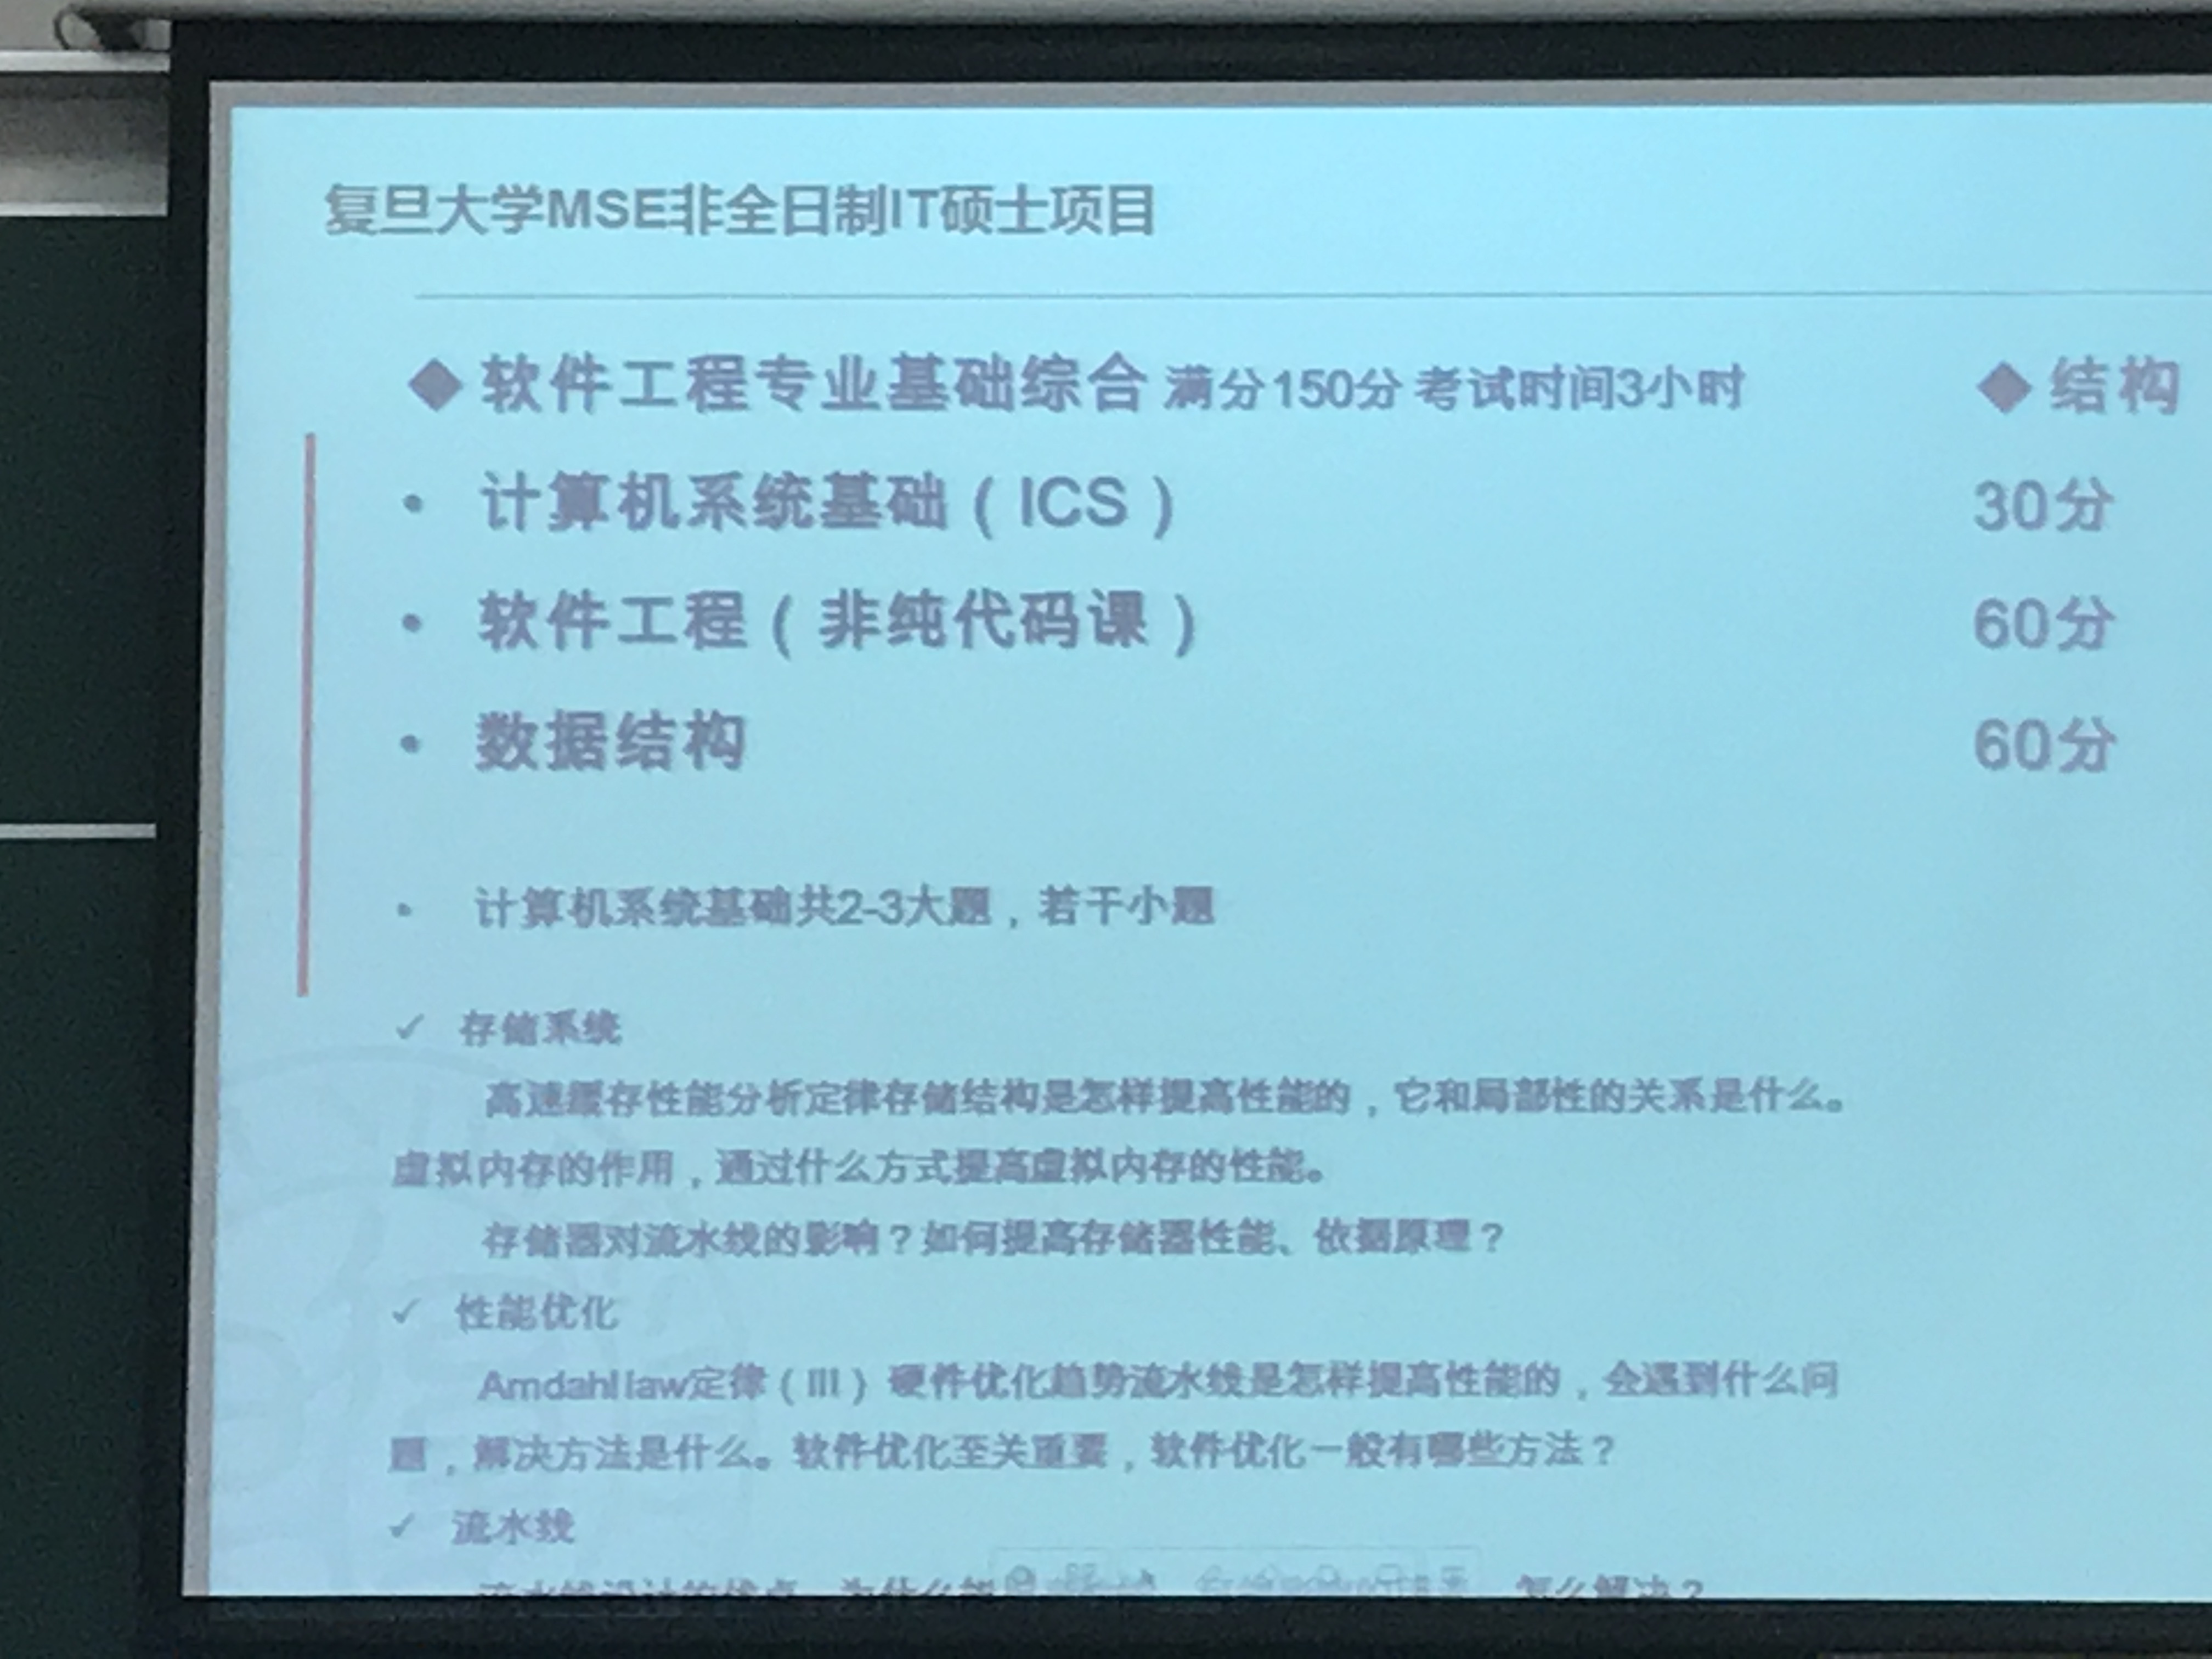 复旦大学MSE非全日制IT硕士项目
◆软件工程专业基础综合 满分150分 考试时间3小时 ◆结构
• 计算机系统基础（ICS） 30分
• 软件工程（非纯代码课） 60分
• 数据结构 60分
• 计算机系统基础共2-3大题，若干小题
✓ 存储系统
高速缓存性能分析定律存储结构是怎样提高性能的，它和局部性的关系是什么。
虚拟内存的作用，通过什么方式提高虚拟内存的性能。
存储器对流水线的影响？如何提高存储器性能、依据原理？
✓ 性能优化
Amdahl law定律（III）硬件优化趋势流水线是怎样提高性能的，会遇到什么问
题，解决方法是什么。软件优化至关重要，软件优化一般有哪些方法？
✓ 流水线
流水线设计的优点 为什么能 怎么解决？